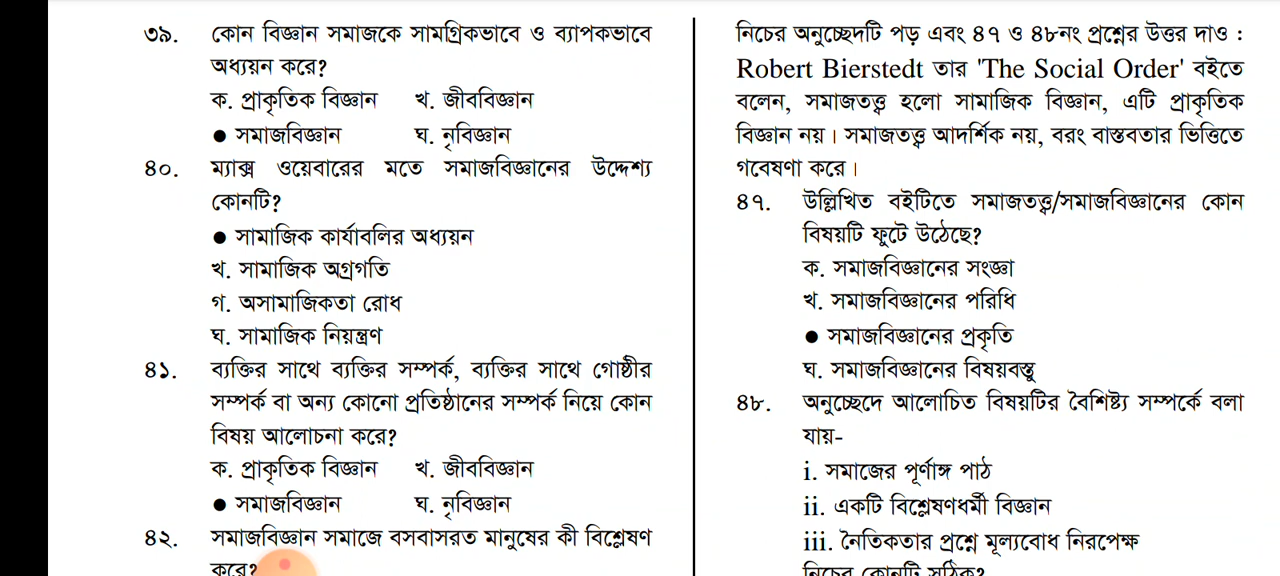 ৩৯. কোন বিজ্ঞান সমাজকে সামগ্রিকভাবে ও ব্যাপকভাবে
অধ্যয়ন করে?
ক. প্রাকৃতিক বিজ্ঞান খ. জীববিজ্ঞান
● সমাজবিজ্ঞান ঘ. নৃবিজ্ঞান
৪০. ম্যাক্স ওয়েবারের মতে সমাজবিজ্ঞানের উদ্দেশ্য
কোনটি?
● সামাজিক কার্যাবলির অধ্যয়ন
খ. সামাজিক অগ্রগতি
গ. অসামাজিকতা রোধ
ঘ. সামাজিক নিয়ন্ত্রণ
৪১. ব্যক্তির সাথে ব্যক্তির সম্পর্ক, ব্যক্তির সাথে গোষ্ঠীর
সম্পর্ক বা অন্য কোনো প্রতিষ্ঠানের সম্পর্ক নিয়ে কোন
বিষয় আলোচনা করে?
ক. প্রাকৃতিক বিজ্ঞান খ. জীববিজ্ঞান
● সমাজবিজ্ঞান ঘ. নৃবিজ্ঞান
৪২. সমাজবিজ্ঞান সমাজে বসবাসরত মানুষের কী বিশ্লেষণ
করে?
নিচের অনুচ্ছেদটি পড় এবং ৪৭ ও ৪৮নং প্রশ্নের উত্তর দাও :
Robert Bierstedt তার 'The Social Order' বইতে
বলেন, সমাজতত্ত্ব হলো সামাজিক বিজ্ঞান, এটি প্রাকৃতিক
বিজ্ঞান নয়। সমাজতত্ত্ব আদর্শিক নয়, বরং বাস্তবতার ভিত্তিতে
গবেষণা করে।
৪৭. উল্লিখিত বইটিতে সমাজতত্ত্ব/সমাজবিজ্ঞানের কোন
বিষয়টি ফুটে উঠেছে?
ক. সমাজবিজ্ঞানের সংজ্ঞা
খ. সমাজবিজ্ঞানের পরিধি
● সমাজবিজ্ঞানের প্রকৃতি
ঘ. সমাজবিজ্ঞানের বিষয়বস্তু
৪৮. অনুচ্ছেদে আলোচিত বিষয়টির বৈশিষ্ট্য সম্পর্কে বলা
যায়-
i. সমাজের পূর্ণাঙ্গ পাঠ
ii. একটি বিশ্লেষণধর্মী বিজ্ঞান
iii. নৈতিকতার প্রশ্নে মূল্যবোধ নিরপেক্ষ
নিচের কোনটি সঠিক?